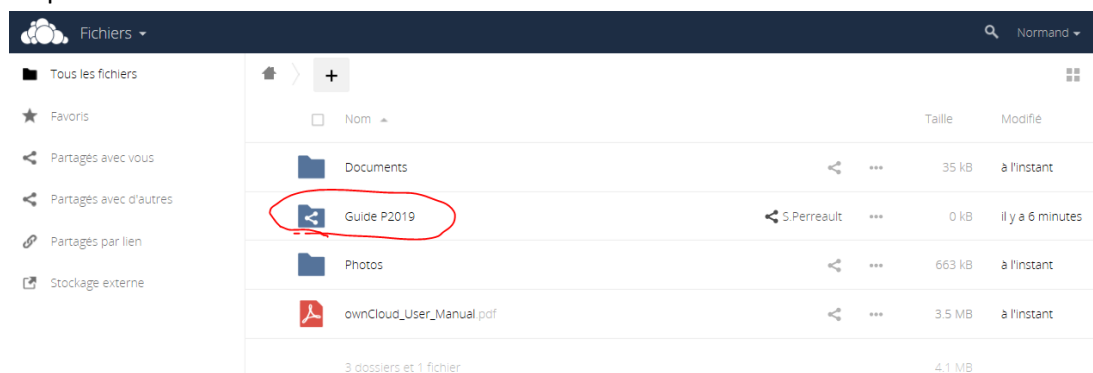 Fichiers
Normand
Tous les fichiers
Favoris
Partagés avec vous
Partagés avec d'autres
Partagés par lien
Stockage externe
+
Nom Taille Modifié
Documents 35 kB à l'instant
Guide P2019 S.Perreault 0 kB il y a 6 minutes
Photos 663 kB à l'instant
ownCloud_User_Manual.pdf 3.5 MB à l'instant
3 dossiers et 1 fichier 4.1 MB